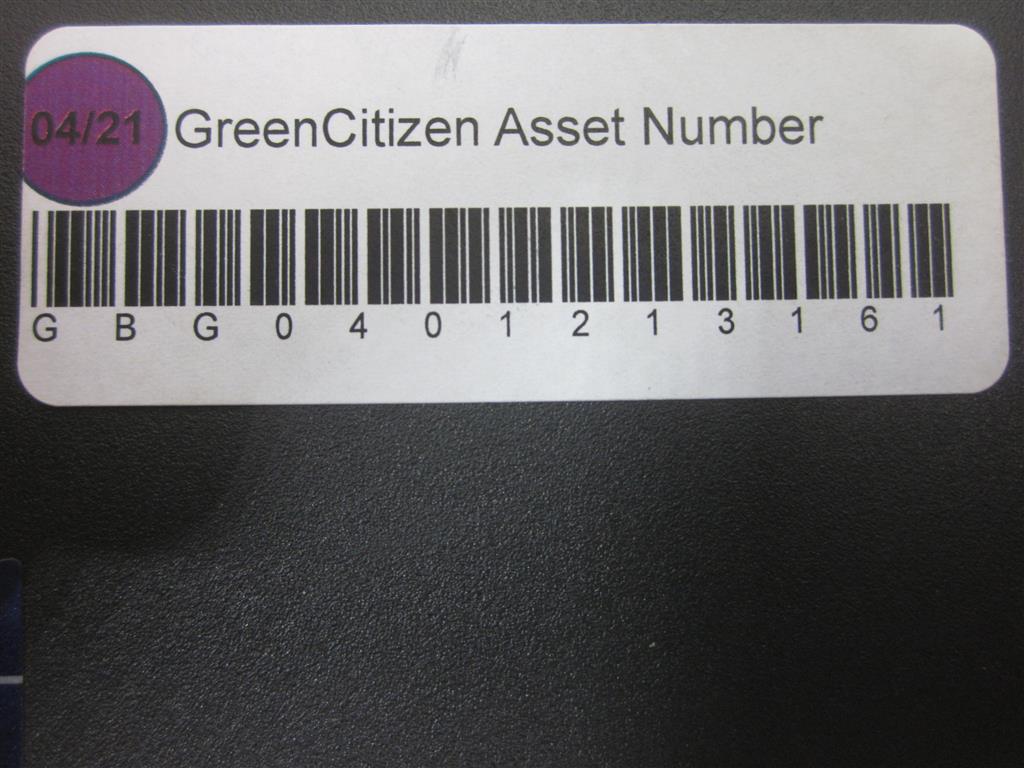 04/21 GreenCitizen Asset Number
G B G 0 4 0 1 2 1 3 1 6 1